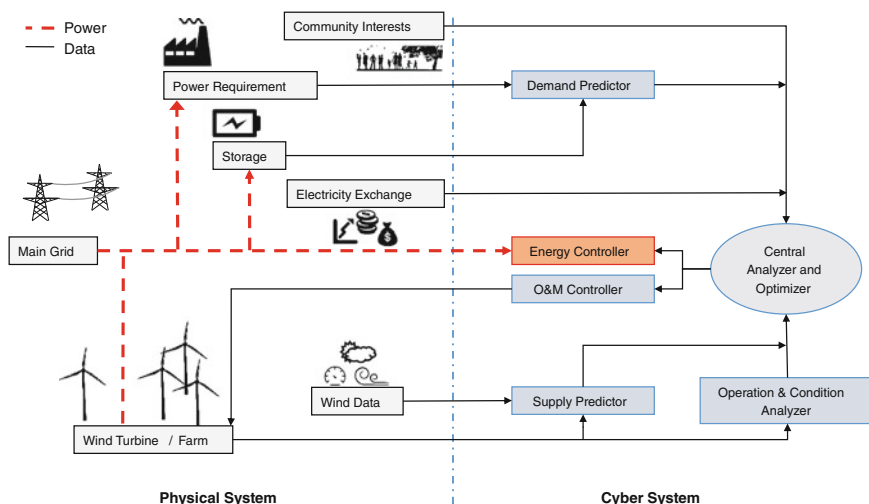 Power
Data
Community Interests
Power Requirement
Demand Predictor
Storage
Electricity Exchange
Main Grid
Energy Controller
Central
Analyzer and
Optimizer
O&M Controller
Wind Data
Supply Predictor
Operation & Condition
Analyzer
Wind Turbine / Farm
Physical System
Cyber System